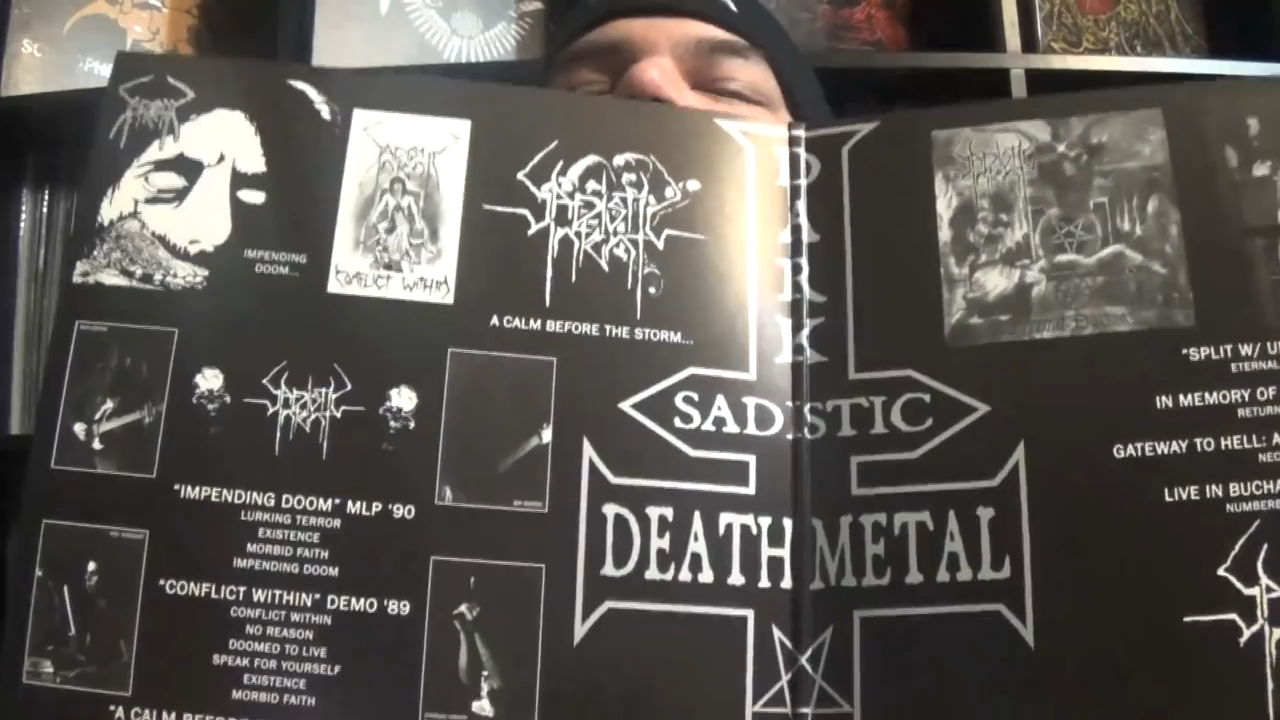 IMPENDING
DOOM...
CONFLICT WITHIN
A CALM BEFORE THE STORM...
"IMPENDING DOOM" MLP '90
LURKING TERROR
EXISTENCE
MORBID FAITH
IMPENDING DOOM
"CONFLICT WITHIN" DEMO '89
CONFLICT WITHIN
NO REASON
DOOMED TO LIVE
SPEAK FOR YOURSELF
EXISTENCE
MORBID FAITH
"A CALM BEFORE
DARK
SADISTIC
DEATH METAL
"SPLIT W/
ETERNAL
IN MEMORY OF
RETURN
GATEWAY TO HELL: A
NEC
LIVE IN BUCHA
NUMBERE